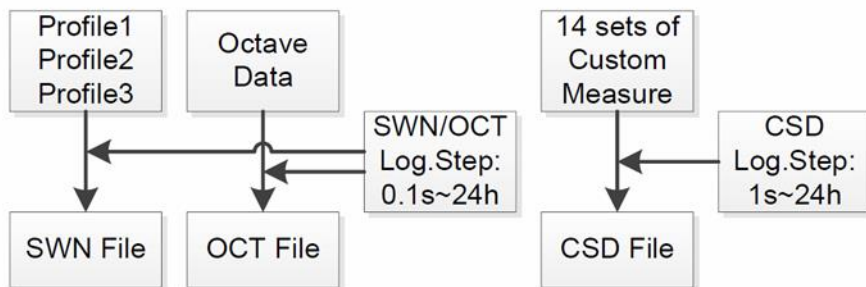 Profile1
Profile2
Profile3
Octave
Data
14 sets of
Custom
Measure
SWN/OCT
Log.Step:
0.1s~24h
CSD
Log.Step:
1s~24h
SWN File
OCT File
CSD File